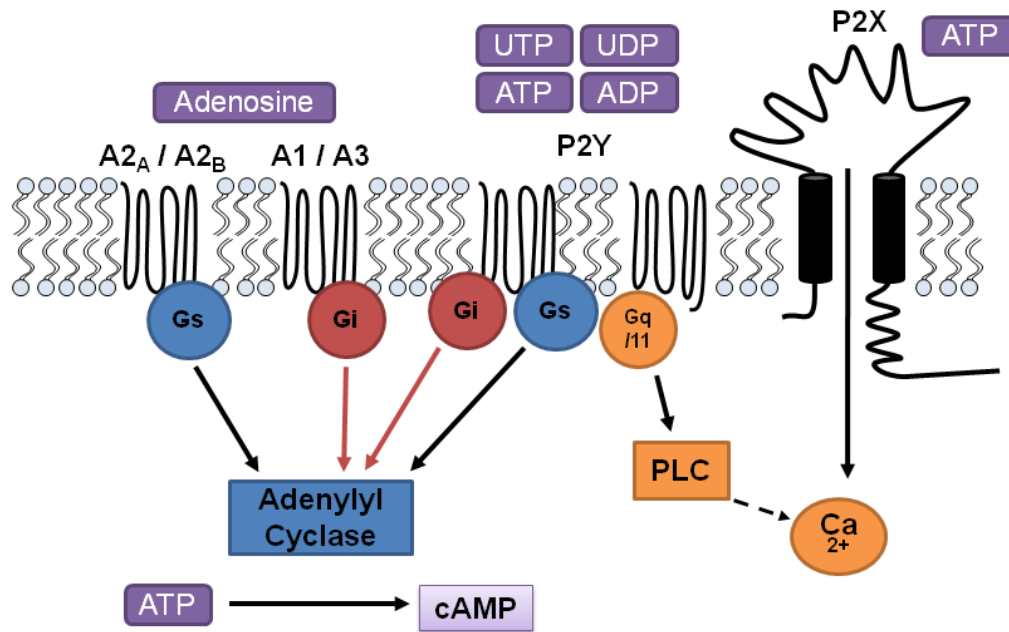 P2X
ATP
UTP
UDP
ATP
ADP
Adenosine
P2Y
A2A / A2B
A1 / A3
Gs
Gi
Gi
Gs
Gq
/11
PLC
Adenylyl
Cyclase
Ca
2+
ATP
cAMP